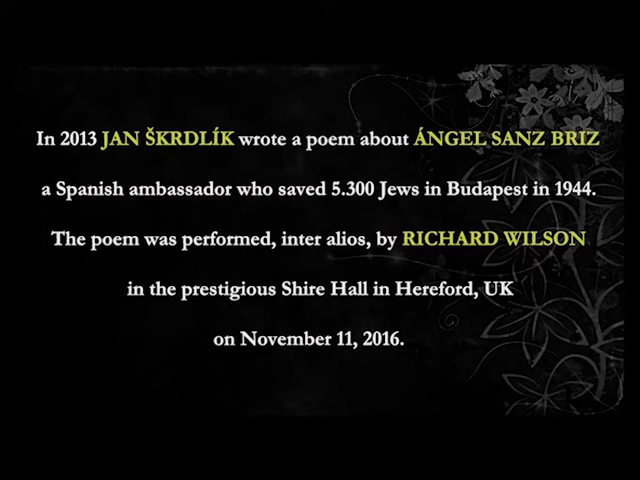 In 2013 JAN ŠKRDLÍK wrote a poem about ÁNGEL SANZ BRIZ
a Spanish ambassador who saved 5.300 Jews in Budapest in 1944.
The poem was performed, inter alios, by RICHARD WILSON
in the prestigious Shire Hall in Hereford, UK
on November 11, 2016.